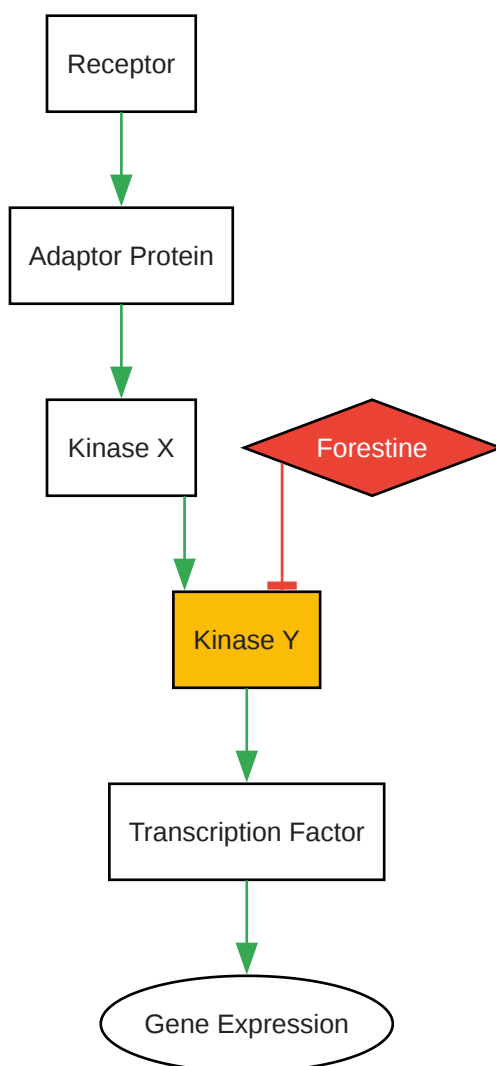 Receptor
Adaptor Protein
Kinase X
Forestine
Kinase Y
Transcription Factor
Gene Expression